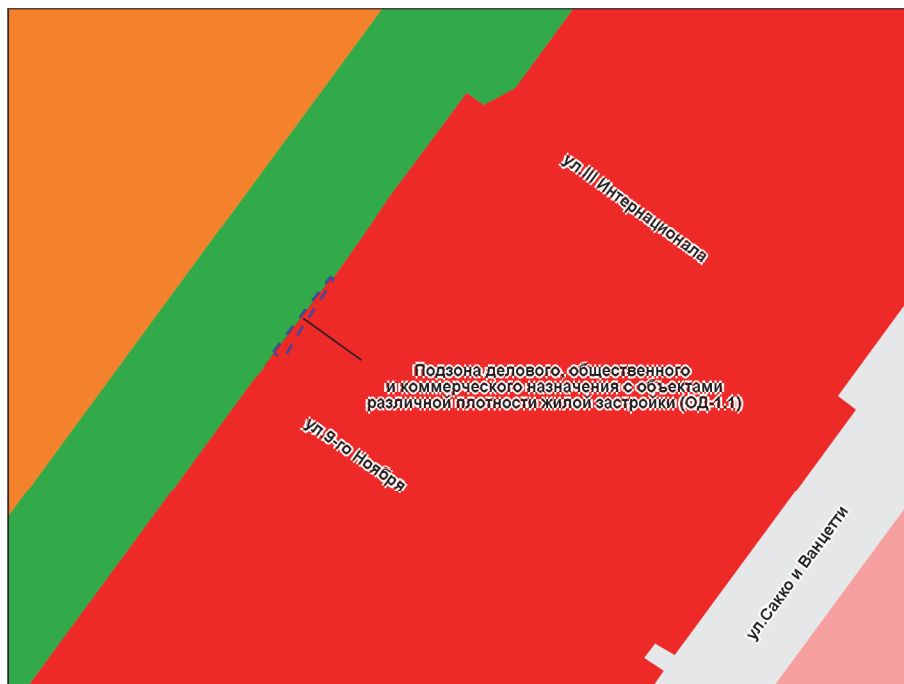 ул.III Интернационала
Подзона делового, общественного
и коммерческого назначения с объектами
различной плотности жилой застройки (ОД-1.1)
ул.9-го Ноября
ул.Сакко и Ванцетти